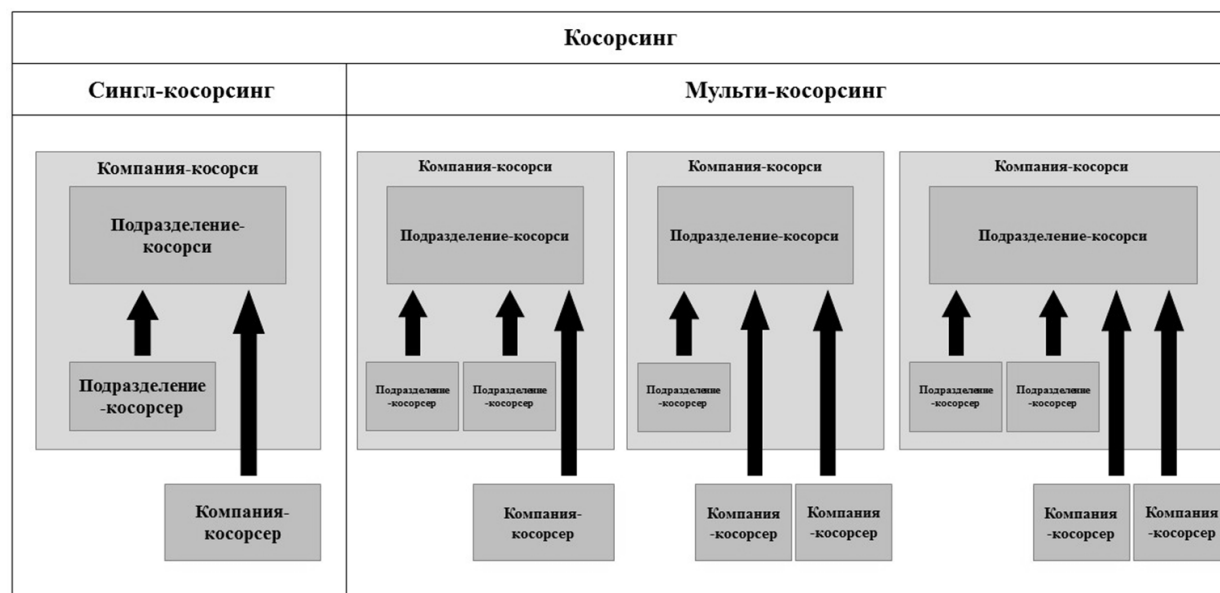 Косорсинг
Сингл-косорсинг
Мульти-косорсинг
Компания-косорси
Подразделение-
косорси
Подразделение
-косорсер
Компания-
косорсер
Компания-косорси
Подразделение-косорси
Подразделение
-косорсер
Подразделение
-косорсер
Компания-
косорсер
Компания-косорси
Подразделение-косорси
Подразделение
-косорсер
Компания
-косорсер
Компания
-косорсер
Компания-косорси
Подразделение-косорси
Подразделение
-косорсер
Подразделение
-косорсер
Компания
-косорсер
Компания
-косорсер